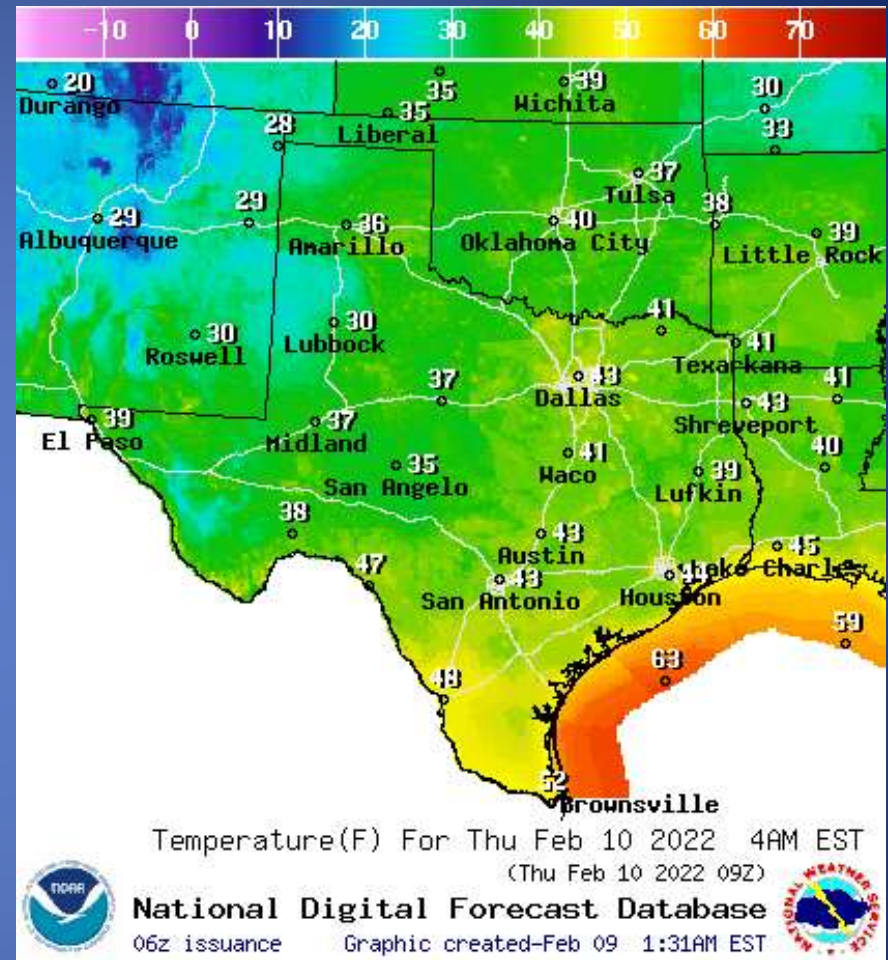 -10 0 10 20 30 40 50 60 70
20
Durango
35
39
Wichita
30
35
Liberal
33
28
37
Tulsa
29
Albuquerque
29
36
Amarillo
40
Oklahoma City
38
39
Little Rock
30
Roswell
30
Lubbock
41
41
Texarkana
43
Dallas
39
El Paso
37
Midland
37
43
Shreveport
41
35
San Angelo
41
Waco
39
Lufkin
40
38
43
Austin
45
Charles
47
43
San Antonio
Houston
59
63
48
52
Brownsville
Temperature(F) For Thu Feb 10 2022 4AM EST
(Thu Feb 10 2022 09Z)
NOAA
National Digital Forecast Database
06z issuance Graphic created-Feb 09 1:31AM EST
NATIONAL WEATHER SERVICE